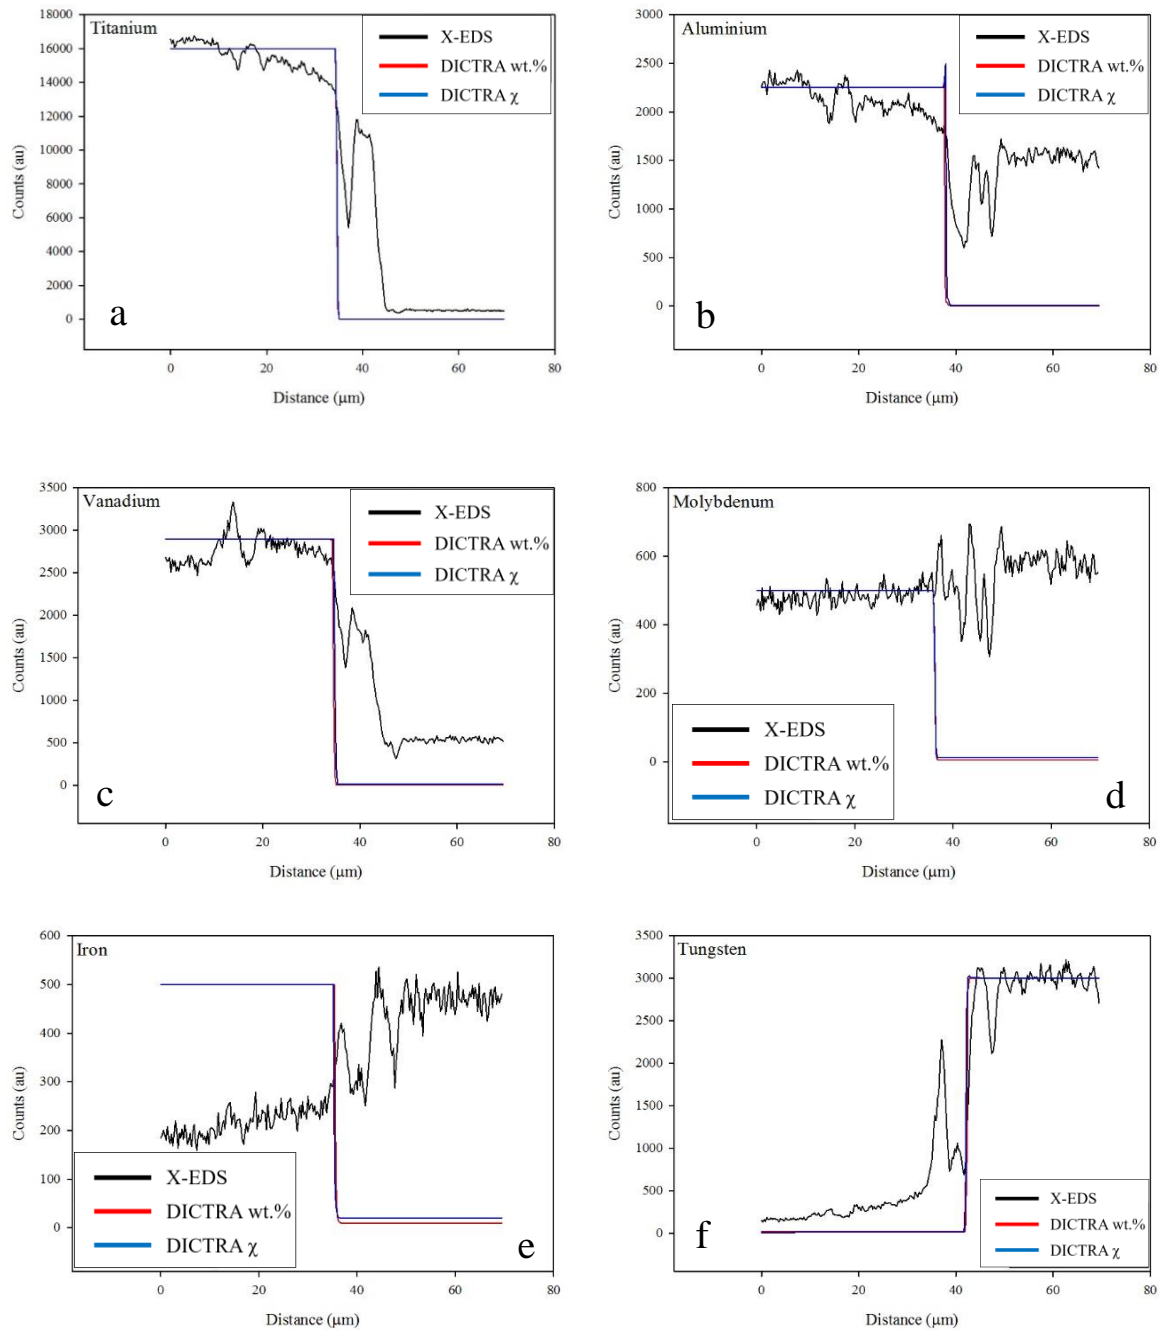 Titanium
X-EDS
DICTRA wt.%
DICTRA χ
18000
16000
14000
12000
10000
8000
6000
4000
2000
0
Counts (au)
a
0 20 40 60 80
Distance (µm)
Aluminium
X-EDS
DICTRA wt.%
DICTRA χ
3000
2500
2000
1500
1000
500
0
Counts (au)
b
0 20 40 60 80
Distance (µm)
Vanadium
X-EDS
DICTRA wt.%
DICTRA χ
3500
3000
2500
2000
1500
1000
500
0
Counts (au)
c
0 20 40 60 80
Distance (µm)
Molybdenum
800
600
400
200
0
Counts (au)
X-EDS
DICTRA wt.%
DICTRA χ
d
0 20 40 60 80
Distance (µm)
Iron
600
500
400
300
200
100
0
Counts (au)
X-EDS
DICTRA wt.%
DICTRA χ
e
0 20 40 60 80
Distance (µm)
Tungsten
3500
3000
2500
2000
1500
1000
500
0
Counts (au)
f
X-EDS
DICTRA wt.%
DICTRA χ
0 20 40 60 80
Distance (µm)